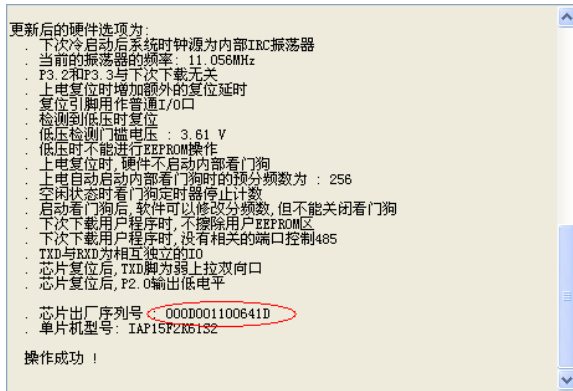 更新后的硬件选项为:
. 下次冷启动后系统时钟源为内部IRC振荡器
. 当前的振荡器的频率: 11.056MHz
. P3.2和P3.3与下次下载无关
. 上电复位时增加额外的复位延时
. 复位引脚用作普通I/O口
. 检测到低压时复位
. 低压检测门槛电压 : 3.61 V
. 低压时不能进行EEPROM操作
. 上电复位时,硬件不启动内部看门狗
. 上电自动启动内部看门狗时的预分频数为 : 256
. 空闲状态时看门狗定时器停止计数
. 启动看门狗后,软件可以修改分频数,但不能关闭看门狗
. 下次下载用户程序时,不擦除用户EEPROM区
. 下次下载用户程序时,没有相关的端口控制485
. TXD与RXD为相互独立的IO
. 芯片复位后,TXD脚为弱上拉双向口
. 芯片复位后,P2.0输出低电平
. 芯片出厂序列号 : 000D001100641D
. 单片机型号: IAP15F2K61S2
操作成功 !